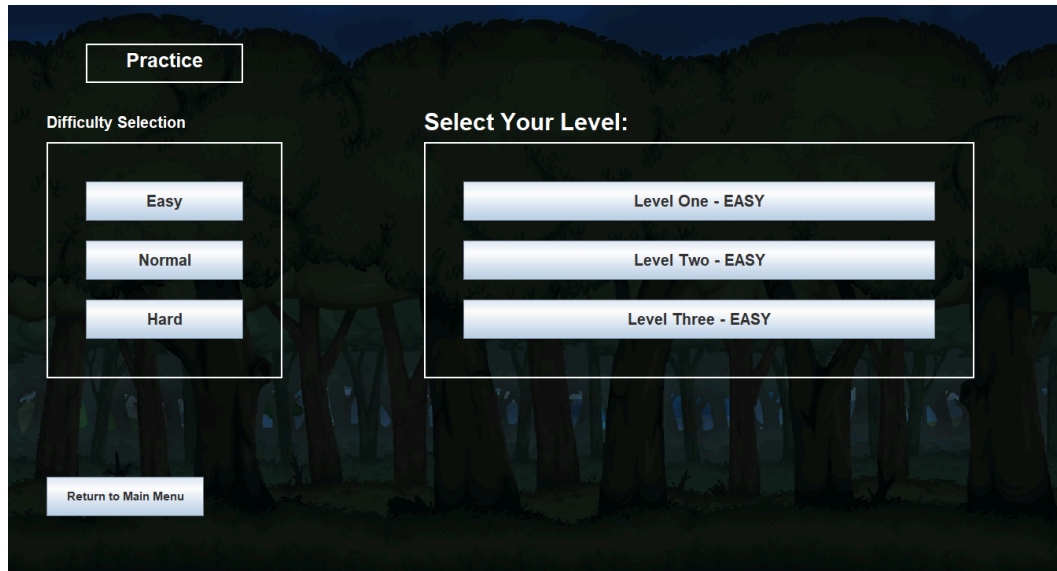 Practice
Difficulty Selection
Easy
Normal
Hard
Select Your Level:
Level One - EASY
Level Two - EASY
Level Three - EASY
Return to Main Menu